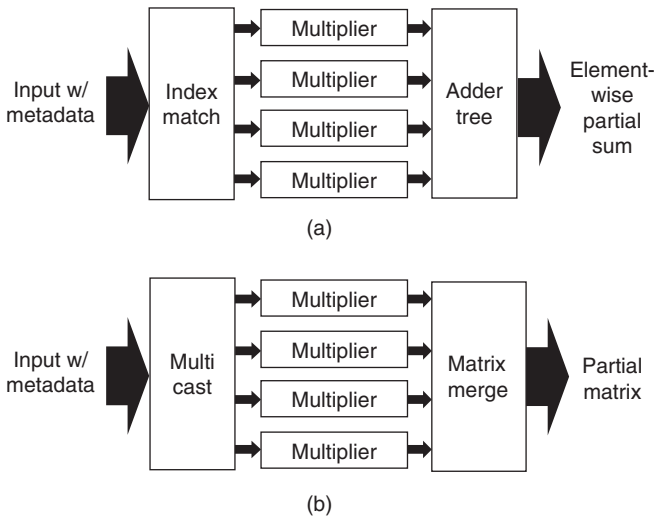 Input w/
metadata
Index
match
Multiplier
Multiplier
Multiplier
Multiplier
Adder
tree
Element-
wise
partial
sum
(a)
Input w/
metadata
Multi
cast
Multiplier
Multiplier
Multiplier
Multiplier
Matrix
merge
Partial
matrix
(b)